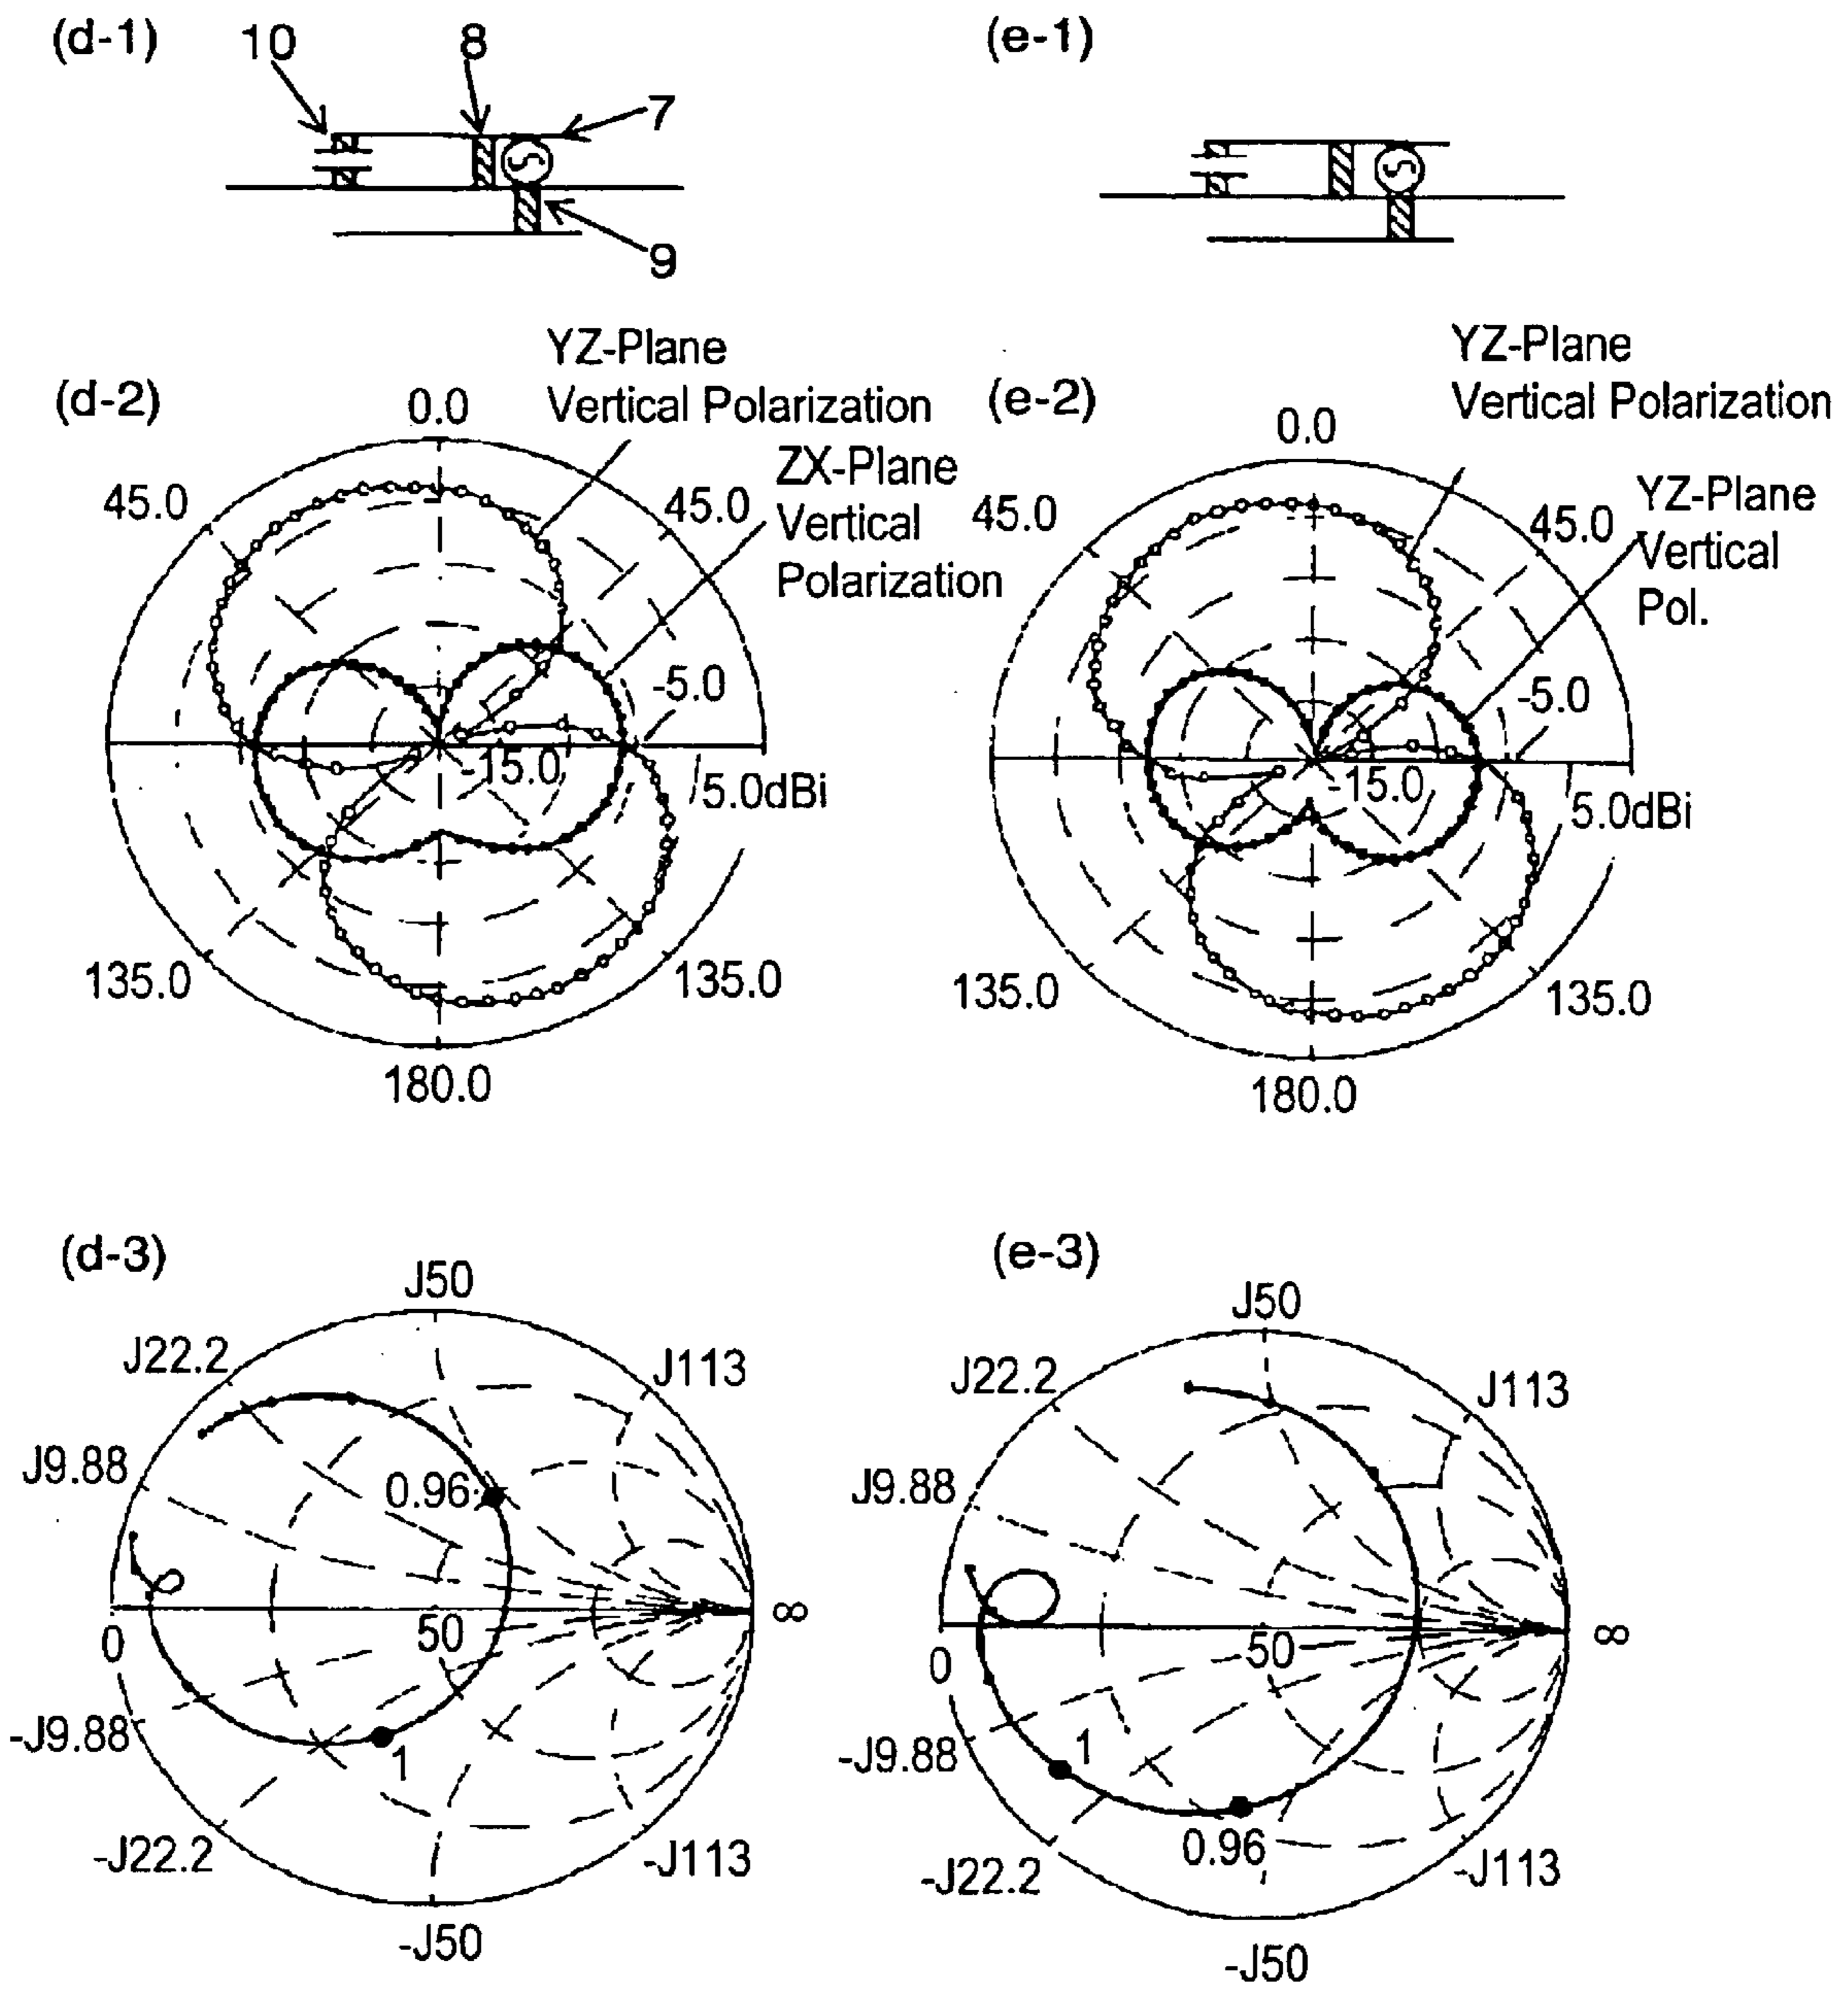 (d-1)
10
8
7
9
(e-1)
(d-2)
YZ-Plane
Vertical Polarization
ZX-Plane
Vertical
Polarization
0.0
45.0
45.0
-5.0
-15.0
5.0dBi
135.0
135.0
180.0
(e-2)
YZ-Plane
Vertical Polarization
YZ-Plane
Vertical
Pol.
0.0
45.0
45.0
-5.0
-15.0
5.0dBi
135.0
135.0
180.0
(d-3)
J50
J22.2
J113
J9.88
0.96
0
50
∞
-J9.88
1
-J22.2
-J113
-J50
(e-3)
J50
J22.2
J113
J9.88
0
50
∞
-J9.88
1
0.96
-J22.2
-J113
-J50